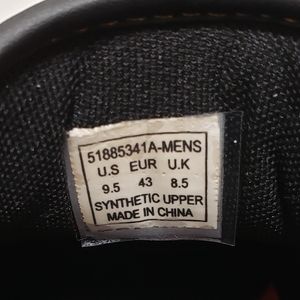 51885341A-MENS
U.S EUR U.K
9.5 43 8.5
SYNTHETIC UPPER
MADE IN CHINA